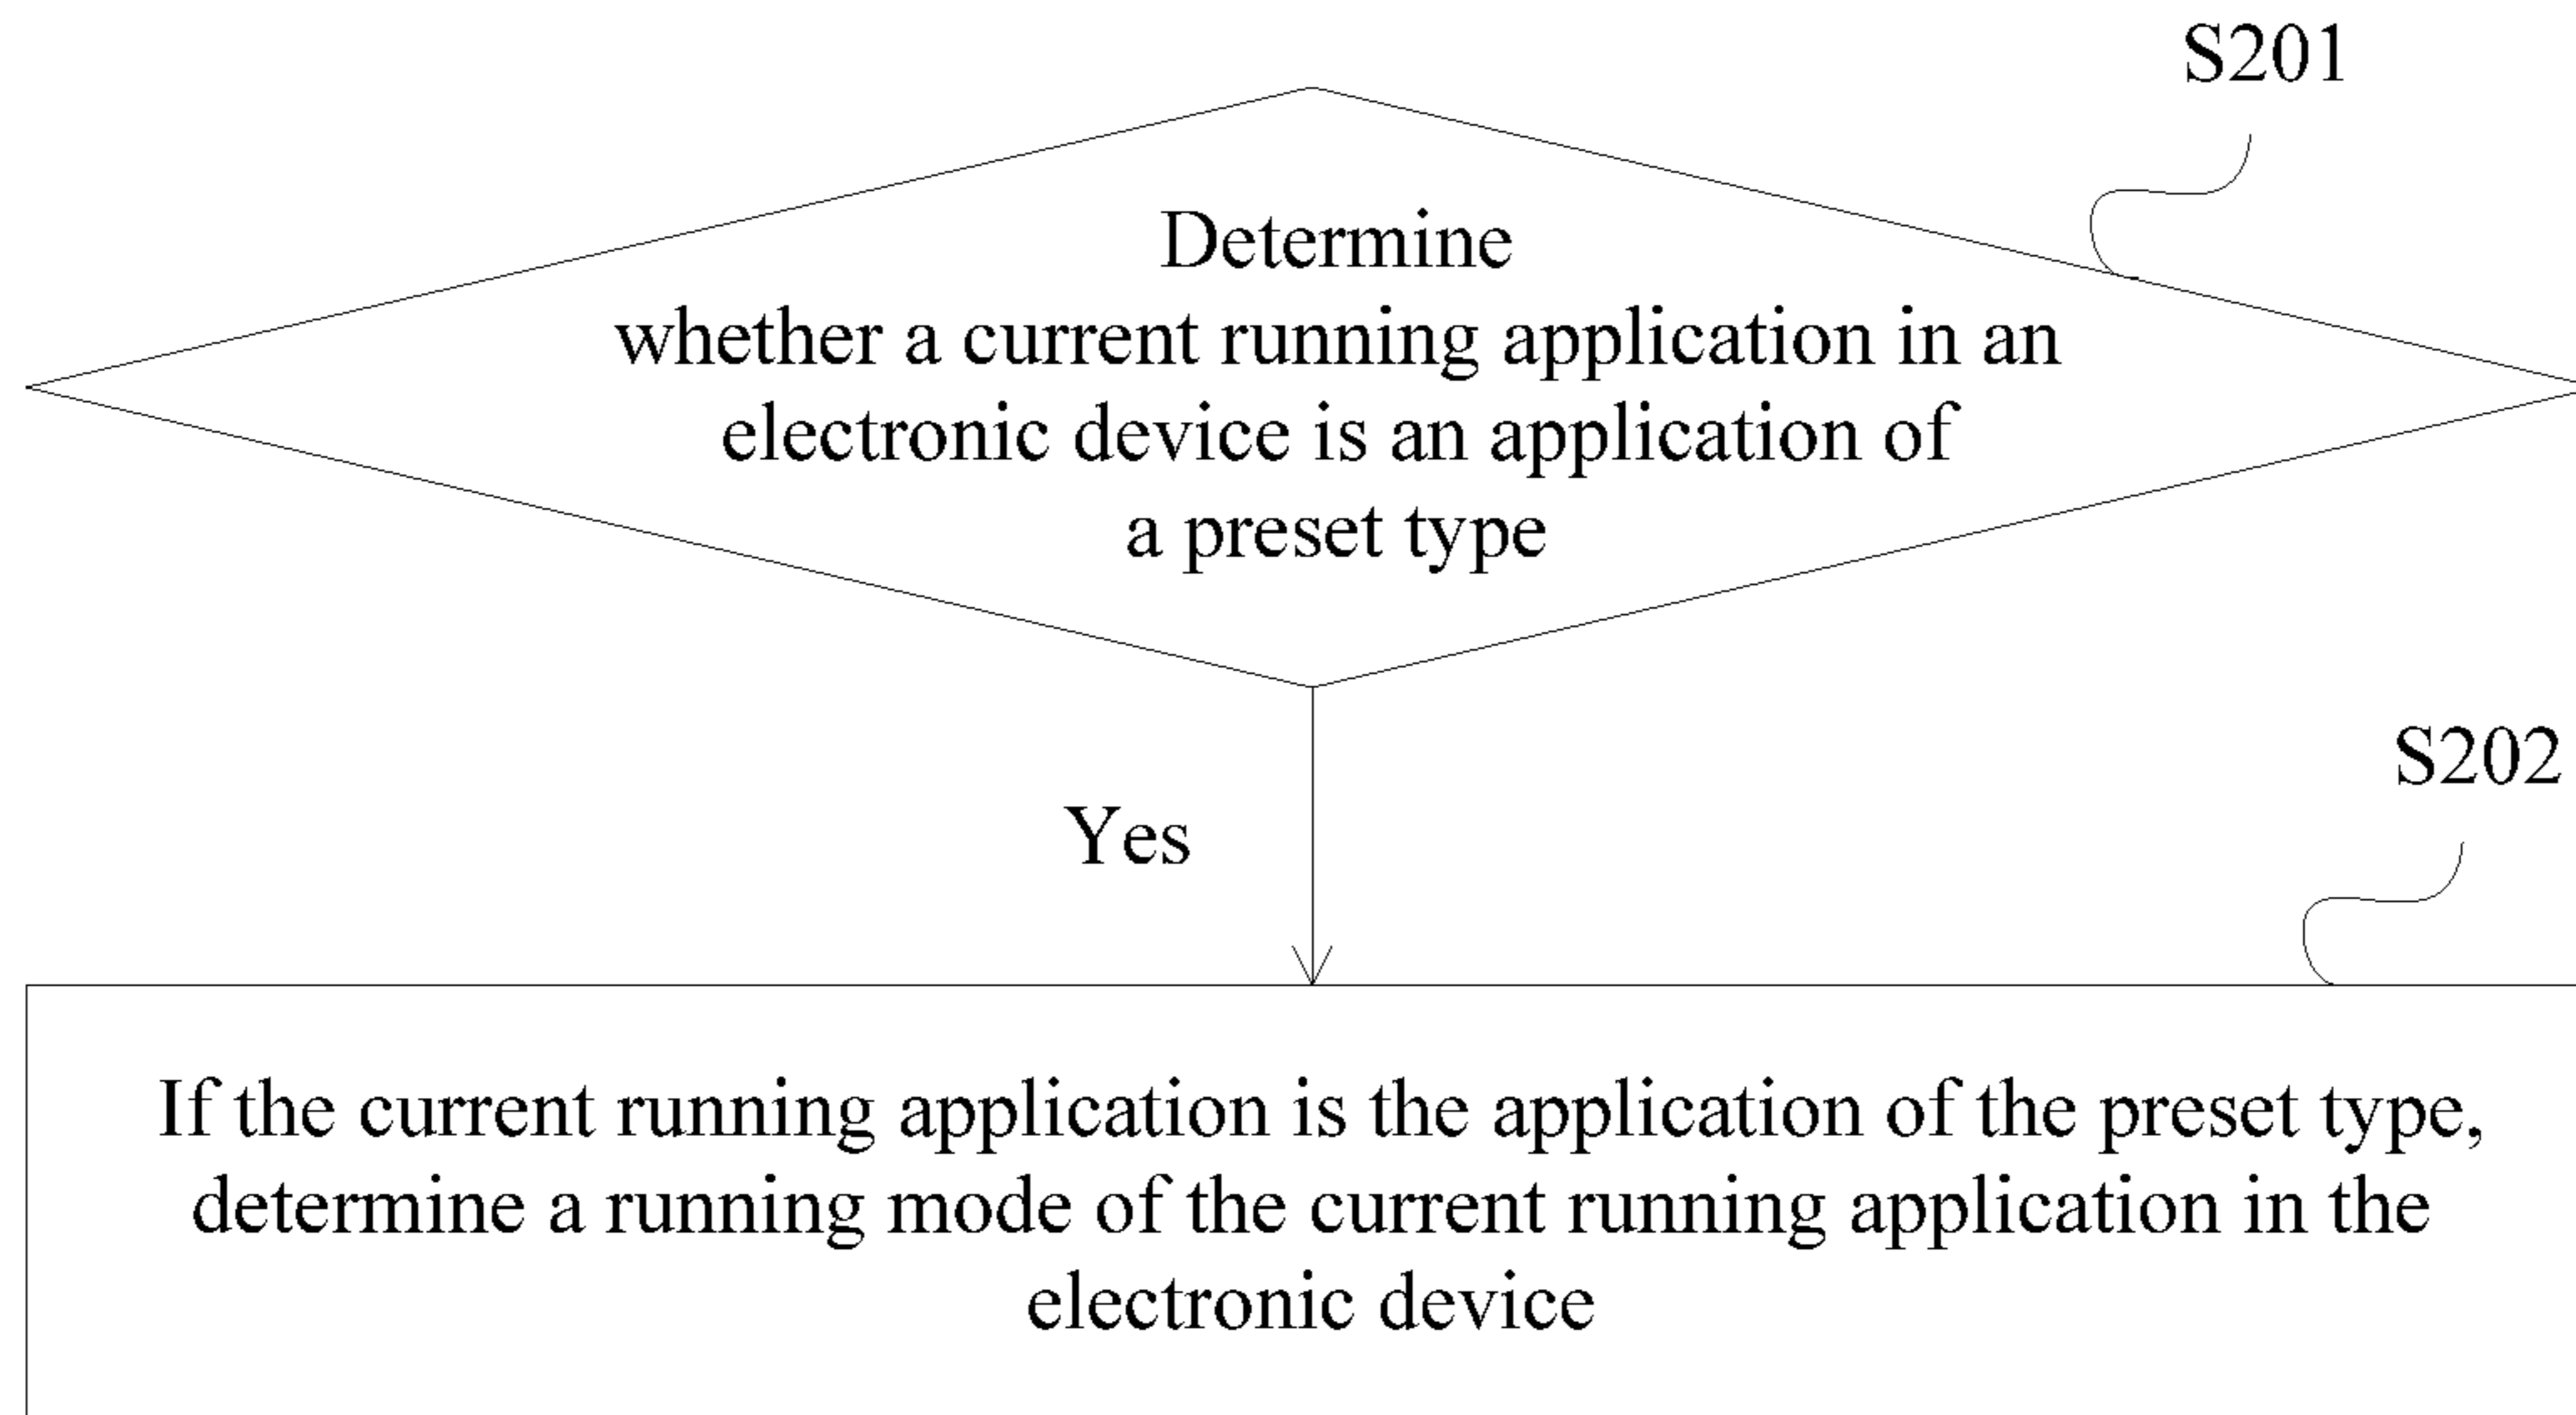 S201
Determine
whether a current running application in an
electronic device is an application of
a preset type
Yes
S202
If the current running application is the application of the preset type,
determine a running mode of the current running application in the
electronic device